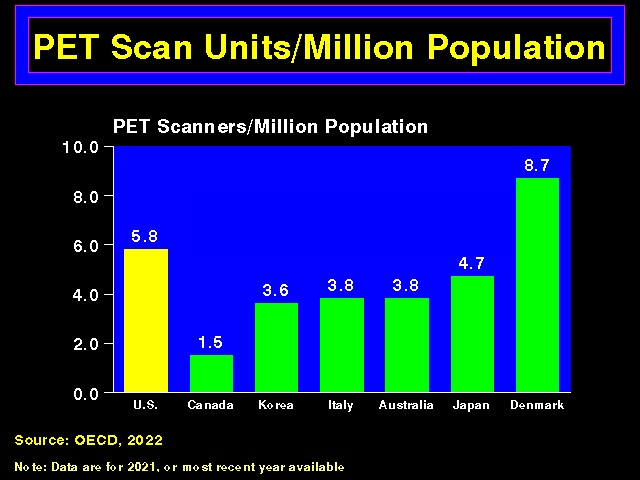 PET Scan Units/Million Population
PET Scanners/Million Population
10.0
8.0
6.0
4.0
2.0
0.0
5.8
1.5
3.6
3.8
3.8
4.7
8.7
U.S.
Canada
Korea
Italy
Australia
Japan
Denmark
Source: OECD, 2022
Note: Data are for 2021, or most recent year available